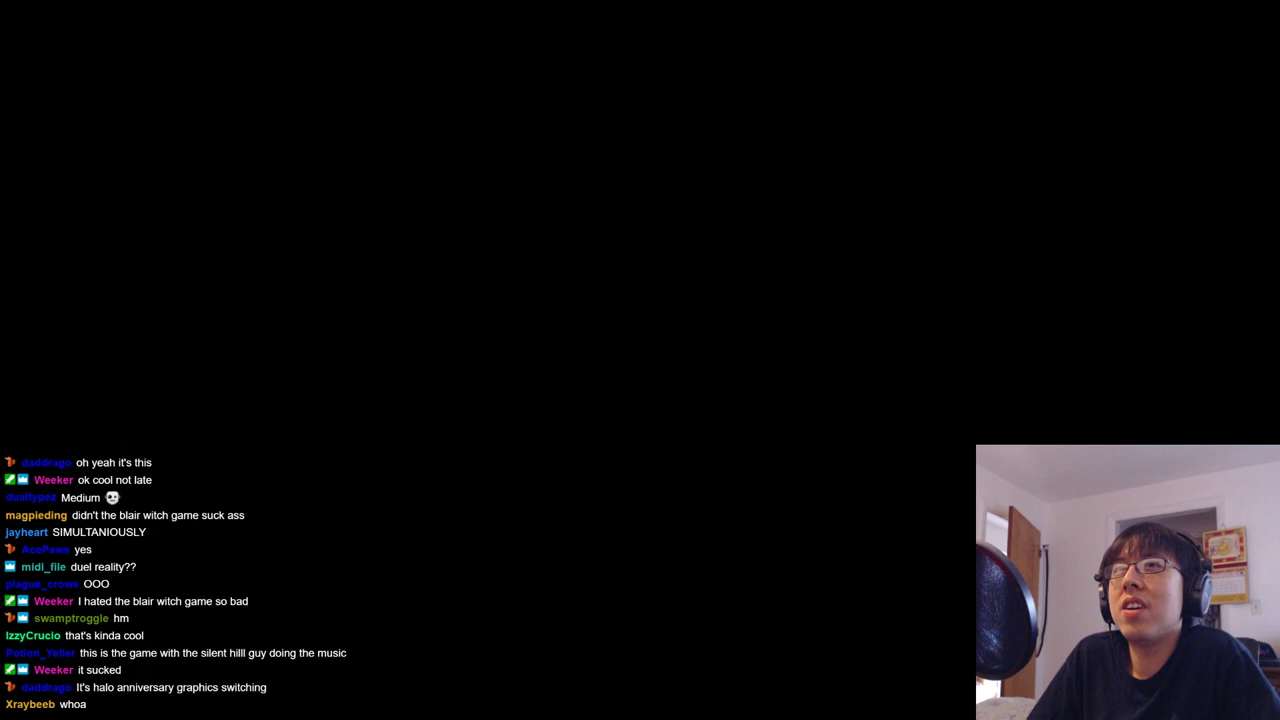 daddrago oh yeah it's this
Weeker ok cool not late
dualtypez Medium
magpieding didn't the blair witch game suck ass
jayheart SIMULTANIOUSLY
AcePaws yes
midi_file duel reality??
plague_crows OOO
Weeker I hated the blair witch game so bad
swamptroggle hm
IzzyCrucio that's kinda cool
Potion_Yeller this is the game with the silent hilll guy doing the music
Weeker it sucked
daddrago It's halo anniversary graphics switching
Xraybeeb whoa